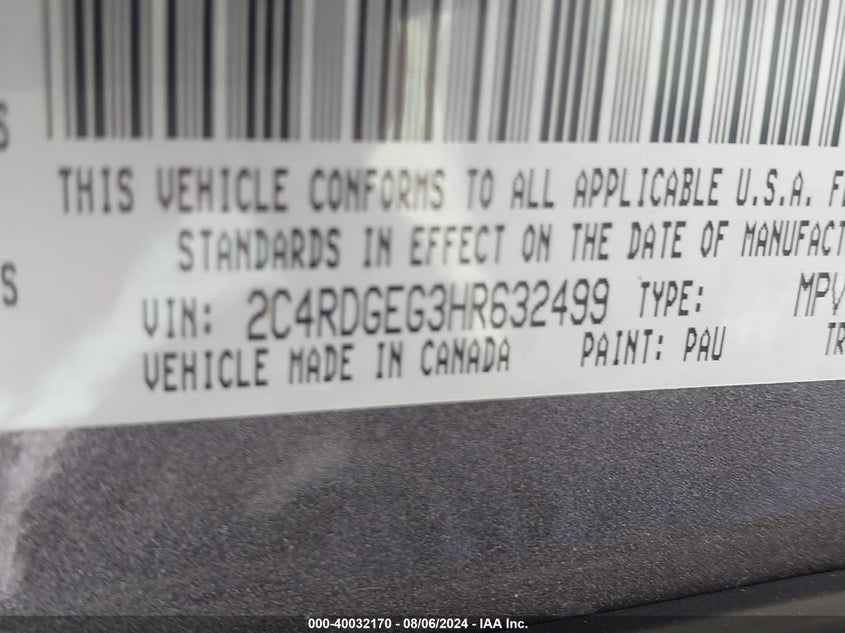 S
THIS VEHICLE CONFORMS TO ALL APPLICABLE U.S.A.
STANDARDS IN EFFECT ON THE DATE OF MANUFACT
S
VIN: 2C4RDGEG3HR632499 TYPE: MPV
VEHICLE MADE IN CANADA PAINT: PAU TR
000-40032170 - 08/06/2024 - IAA Inc.